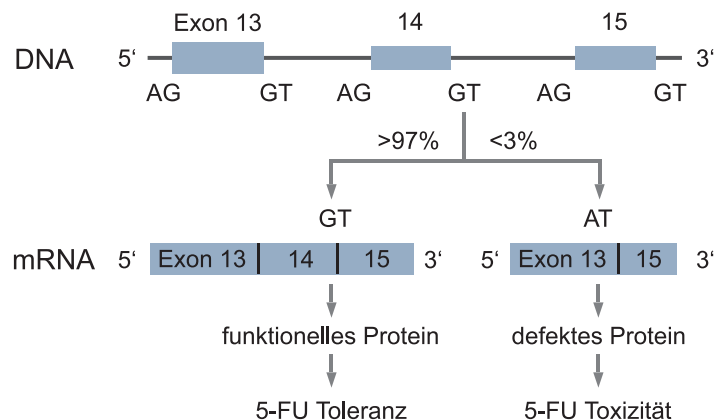 Exon 13 14 15
DNA 5‘ 3‘
AG GT AG GT AG GT
>97% <3%
GT AT
mRNA 5‘ Exon 13 14 15 3‘ 5‘ Exon 13 15 3‘
funktionelles Protein defektes Protein
5-FU Toleranz 5-FU Toxizität